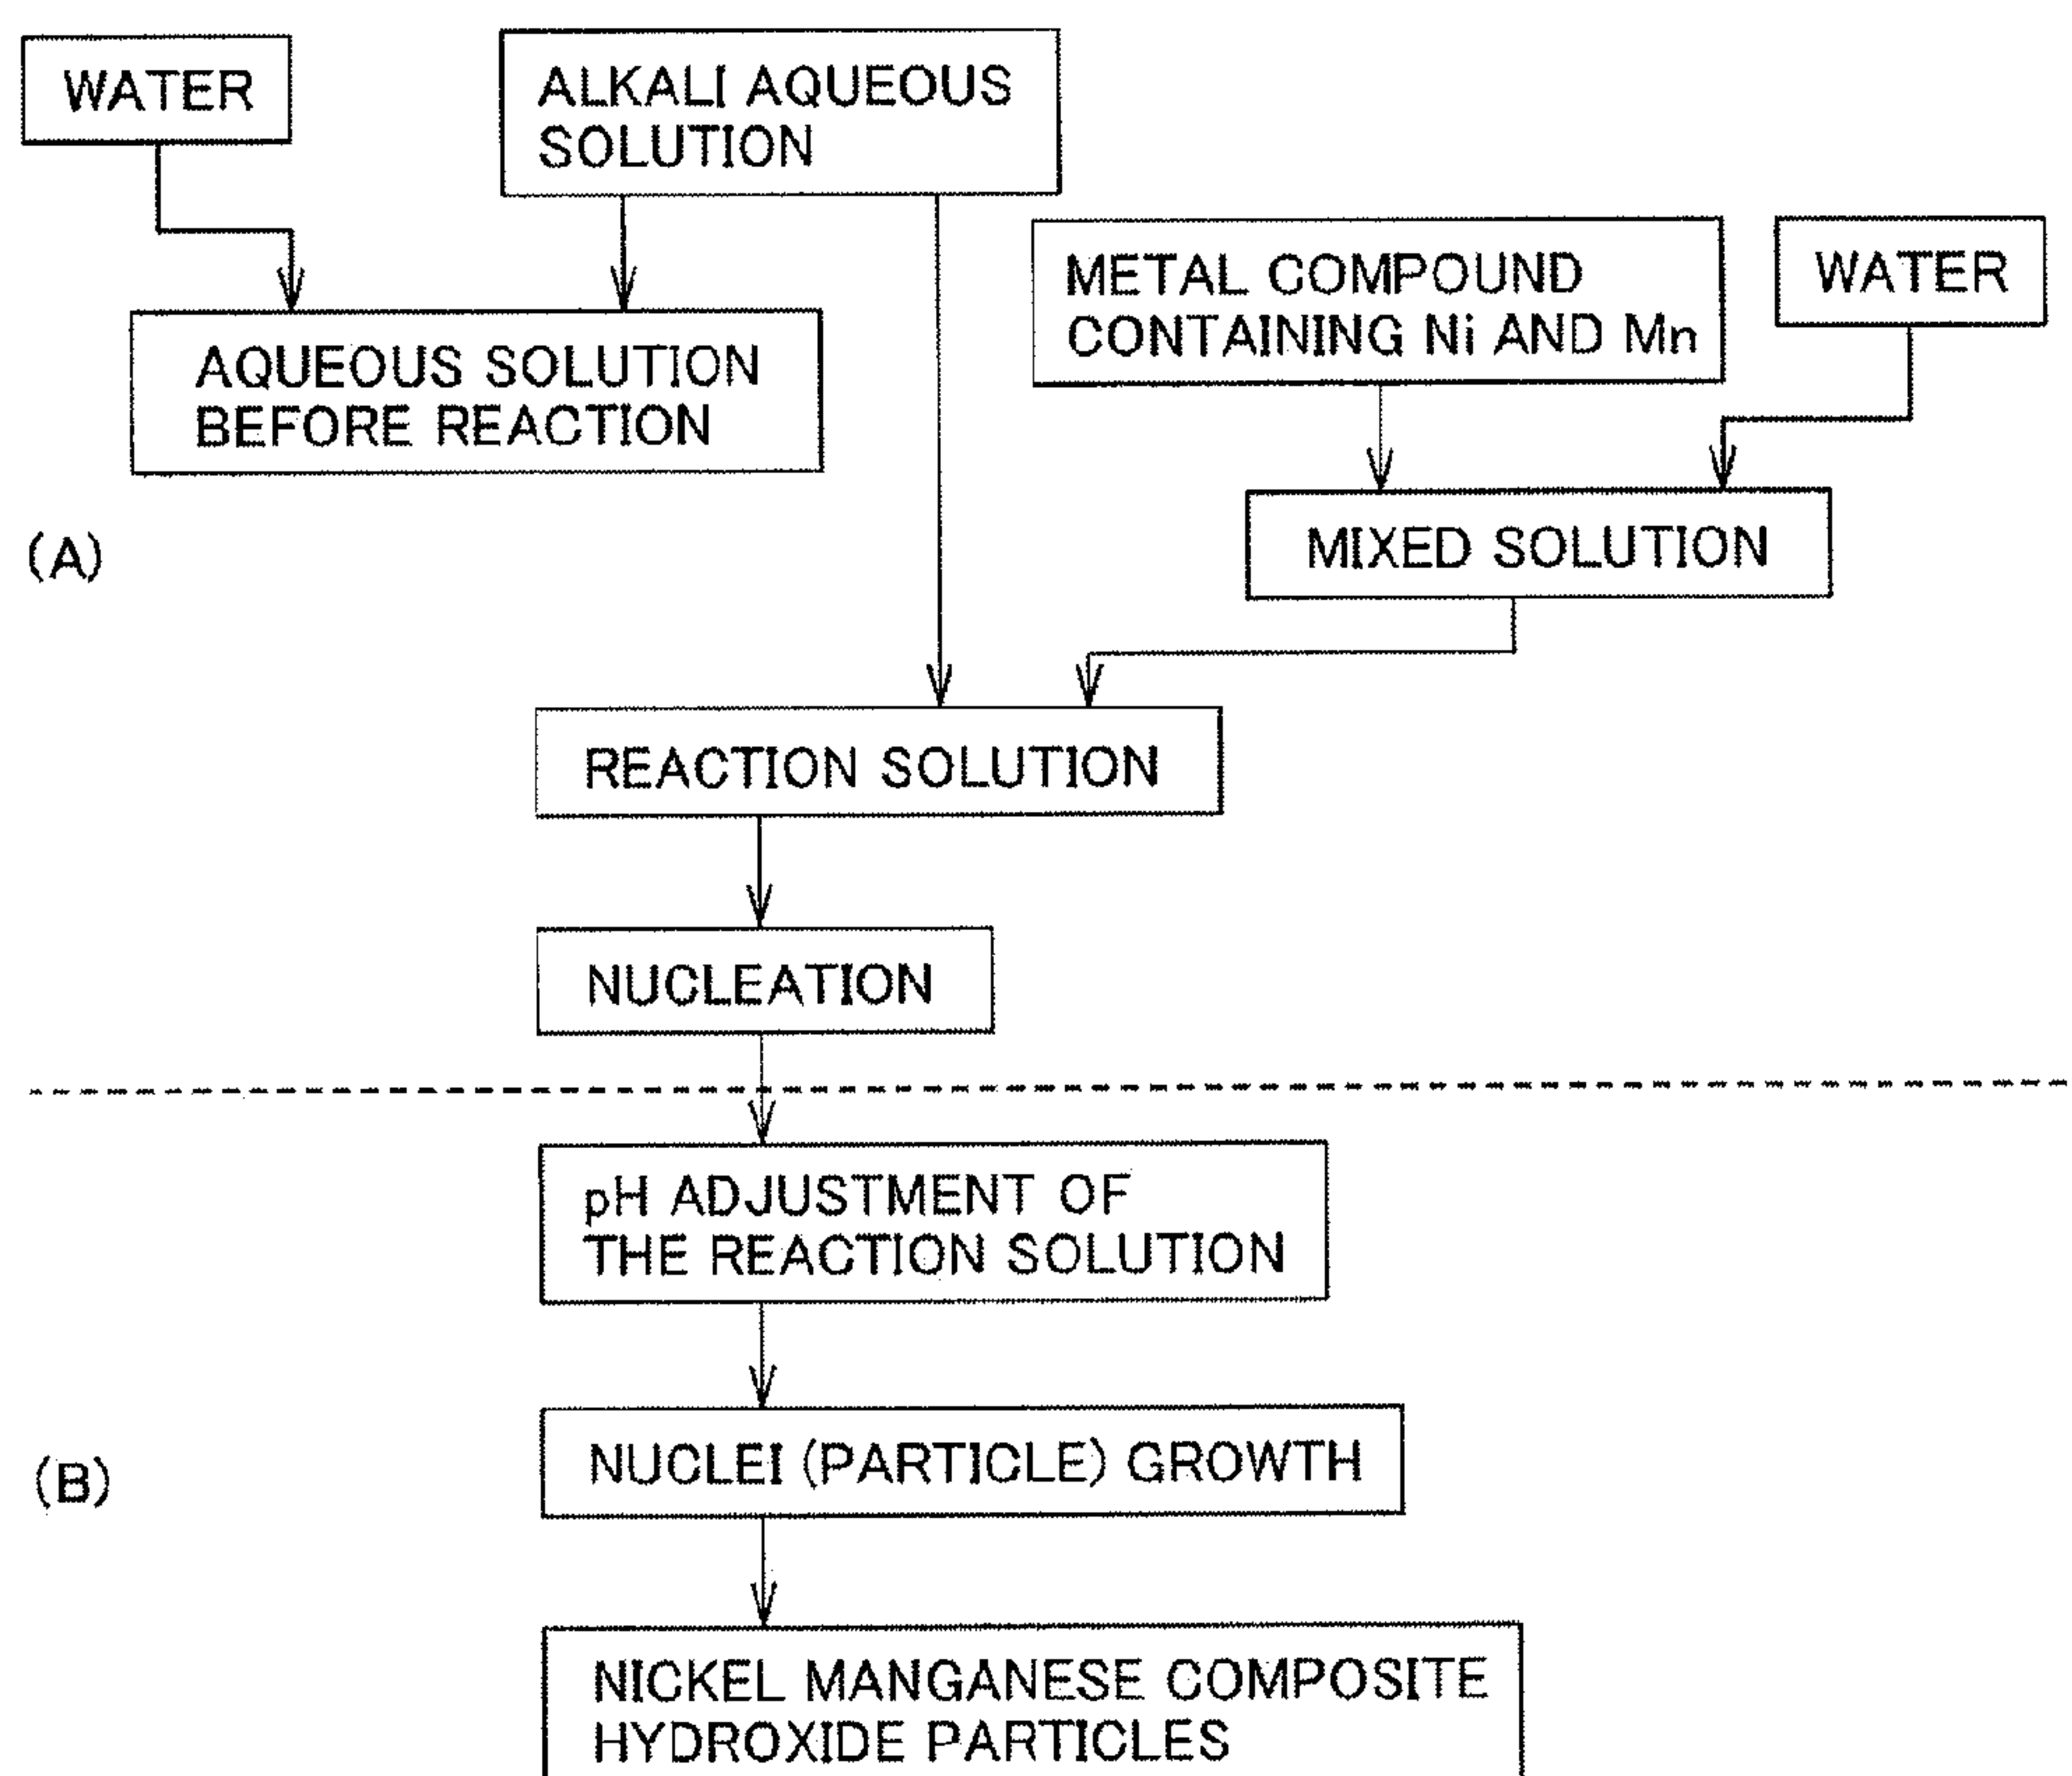 WATER
ALKALI AQUEOUS
SOLUTION
METAL COMPOUND
CONTAINING Ni AND Mn
WATER
AQUEOUS SOLUTION
BEFORE REACTION
MIXED SOLUTION
(A)
REACTION SOLUTION
NUCLEATION
pH ADJUSTMENT OF
THE REACTION SOLUTION
NUCLEI (PARTICLE) GROWTH
(B)
NICKEL MANGANESE COMPOSITE
HYDROXIDE PARTICLES